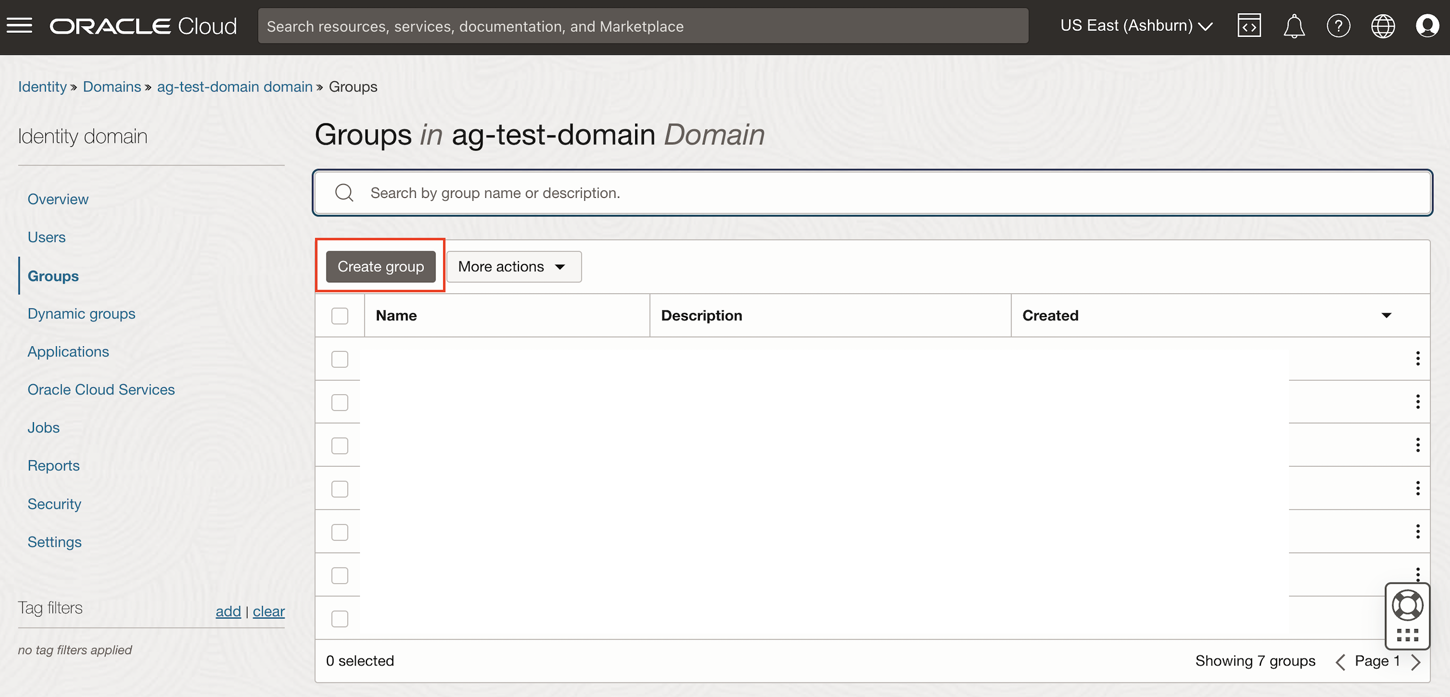 ORACLE Cloud
Search resources, services, documentation, and Marketplace
US East (Ashburn)
Identity » Domains » ag-test-domain domain » Groups
Identity domain
Overview
Users
Groups
Dynamic groups
Applications
Oracle Cloud Services
Jobs
Reports
Security
Settings
Tag filters
add | clear
no tag filters applied
Groups in ag-test-domain Domain
Search by group name or description.
Create group
More actions
Name
Description
Created
0 selected
Showing 7 groups
Page 1